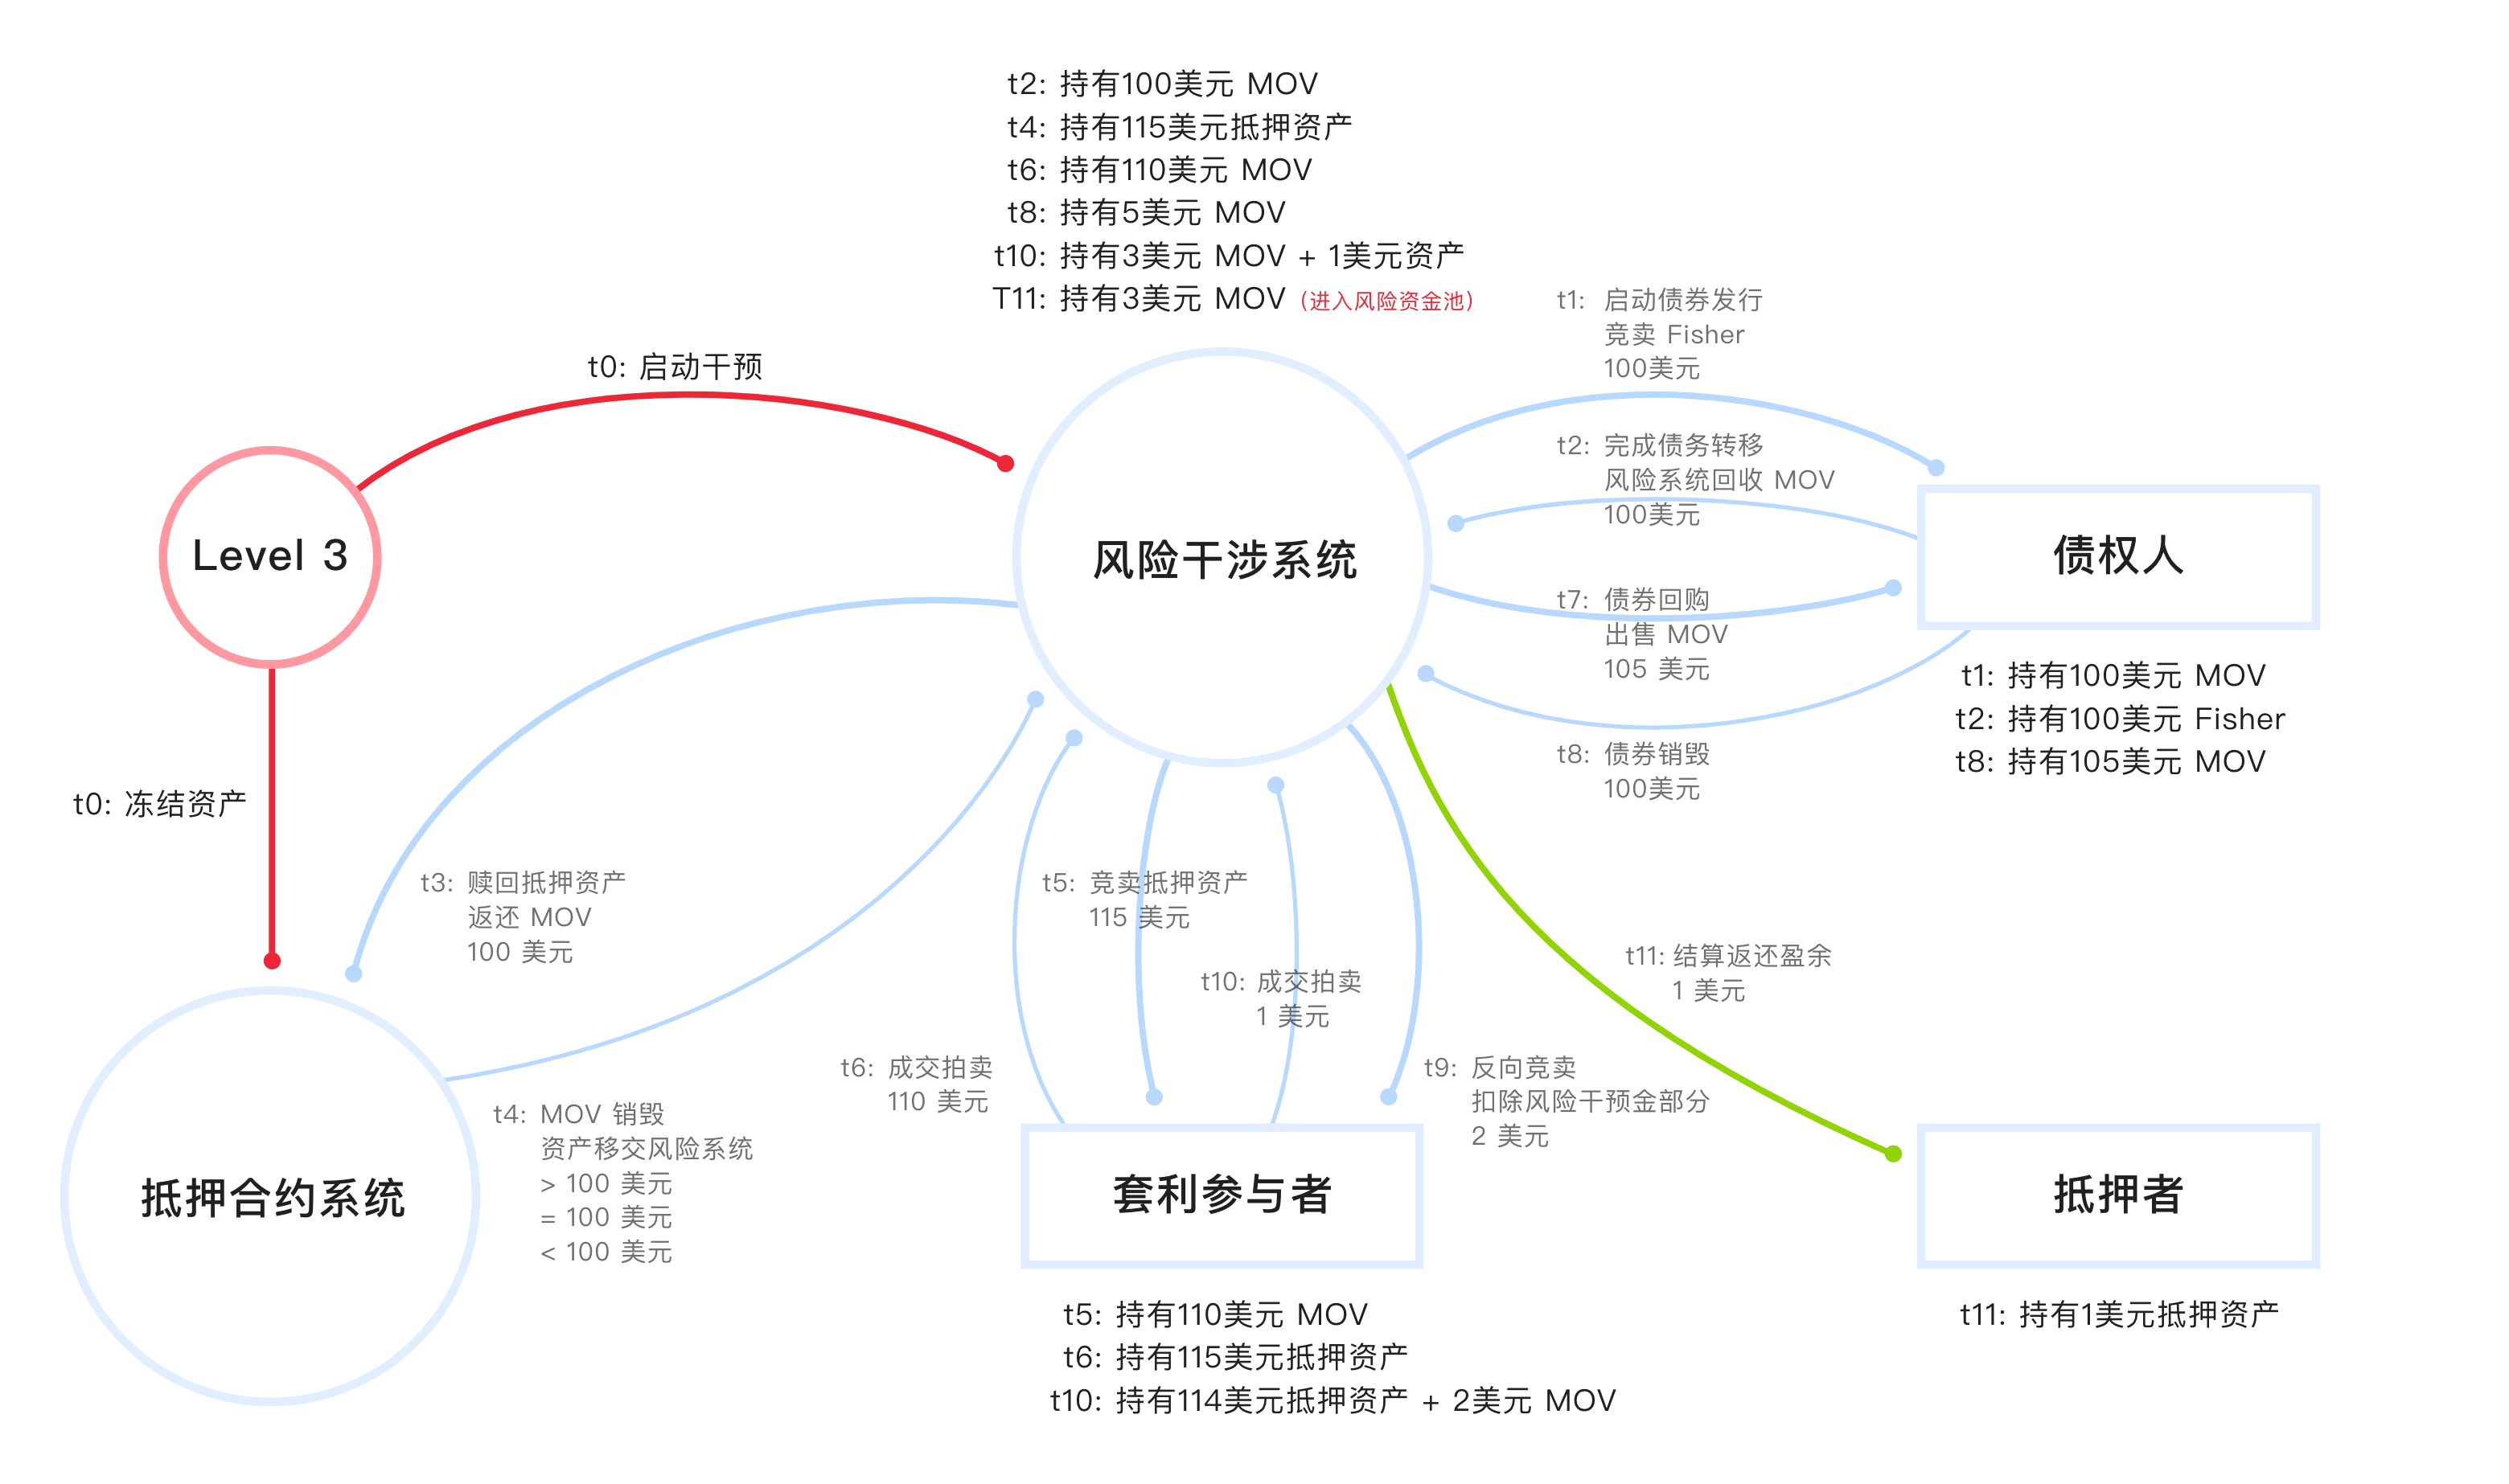 t2: 持有100美元 MOV
t4: 持有115美元抵押资产
t6: 持有110美元 MOV
t8: 持有5美元 MOV
t10: 持有3美元 MOV + 1美元资产
T11: 持有3美元 MOV (进入风险资金池)
t0: 启动干预
t1: 启动债券发行
竞卖 Fisher
100美元
t2: 完成债务转移
风险系统回收 MOV
100美元
Level 3
风险干涉系统
债权人
t7: 债券回购
出售 MOV
105 美元
t1: 持有100美元 MOV
t2: 持有100美元 Fisher
t8: 持有105美元 MOV
t8: 债券销毁
100美元
t0: 冻结资产
t3: 赎回抵押资产
返还 MOV
100 美元
t5: 竞卖抵押资产
115 美元
t10: 成交拍卖
1 美元
t11: 结算返还盈余
1 美元
t6: 成交拍卖
110 美元
t9: 反向竞卖
扣除风险干预金部分
2 美元
t4: MOV 销毁
资产移交风险系统
> 100 美元
= 100 美元
< 100 美元
抵押合约系统
套利参与者
抵押者
t5: 持有110美元 MOV
t6: 持有115美元抵押资产
t10: 持有114美元抵押资产 + 2美元 MOV
t11: 持有1美元抵押资产